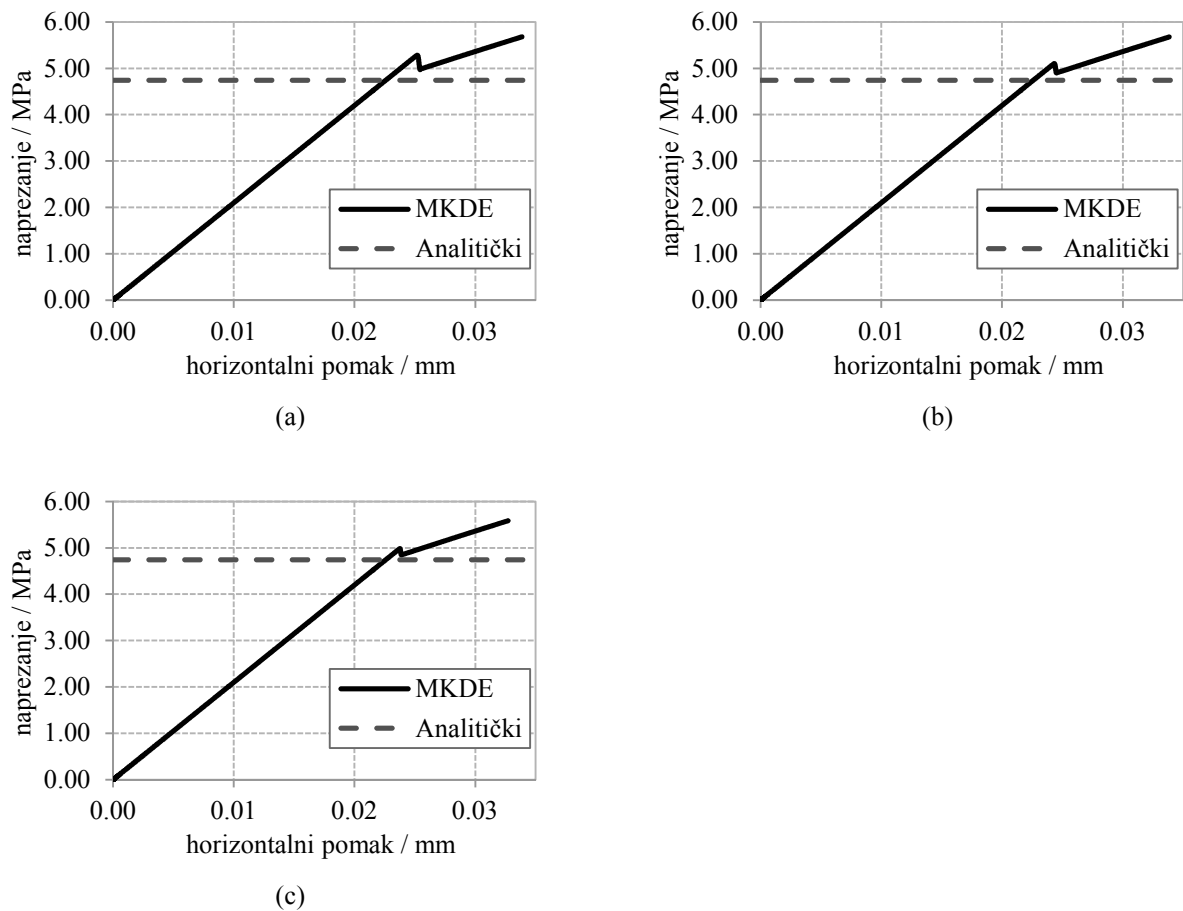 6.00
5.00
4.00
3.00
2.00
1.00
0.00
naprezanje / MPa
MKDE
Analitički
0.00 0.01 0.02 0.03
horizontalni pomak / mm
(a)
6.00
5.00
4.00
3.00
2.00
1.00
0.00
naprezanje / MPa
MKDE
Analitički
0.00 0.01 0.02 0.03
horizontalni pomak / mm
(b)
6.00
5.00
4.00
3.00
2.00
1.00
0.00
naprezanje / MPa
MKDE
Analitički
0.00 0.01 0.02 0.03
horizontalni pomak / mm
(c)